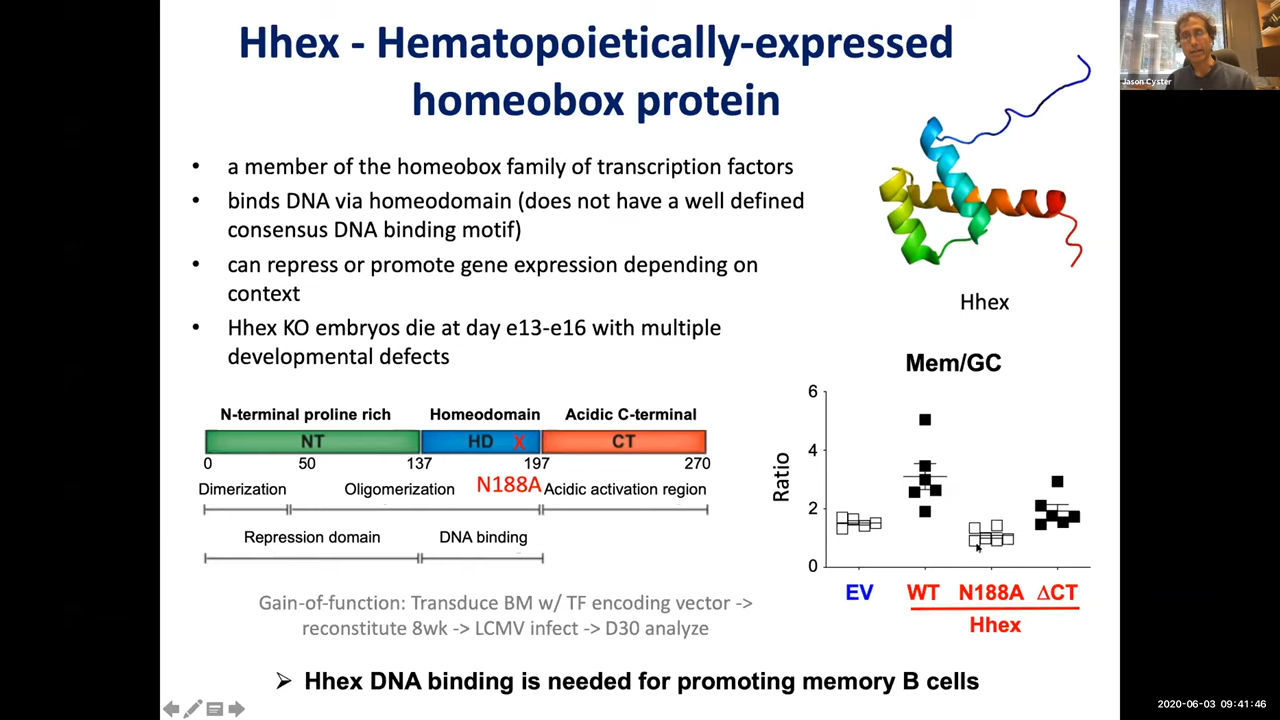 Hhex - Hematopoietically-expressed
homeobox protein
Jason Cyster
• a member of the homeobox family of transcription factors
• binds DNA via homeodomain (does not have a well defined
consensus DNA binding motif)
• can repress or promote gene expression depending on
context
• Hhex KO embryos die at day e13-e16 with multiple
developmental defects
Hhex
N-terminal proline rich Homeodomain Acidic C-terminal
NT HD X CT
0 50 137 197 270
N188A
Dimerization Oligomerization Acidic activation region
Repression domain DNA binding
Mem/GC
Ratio
6
4
2
0
EV WT N188A ΔCT
Hhex
Gain-of-function: Transduce BM w/ TF encoding vector ->
reconstitute 8wk -> LCMV infect -> D30 analyze
➢ Hhex DNA binding is needed for promoting memory B cells
2020-06-03 09:41:46